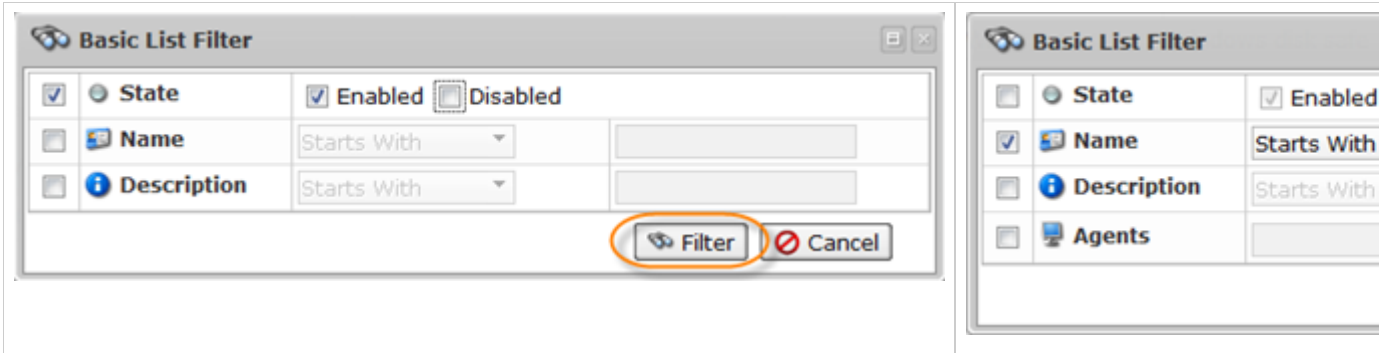 Basic List Filter
State Enabled Disabled
Name Starts With
Description Starts With
Filter Cancel
Basic List Filter
State Enabled
Name Starts With
Description Starts With
Agents